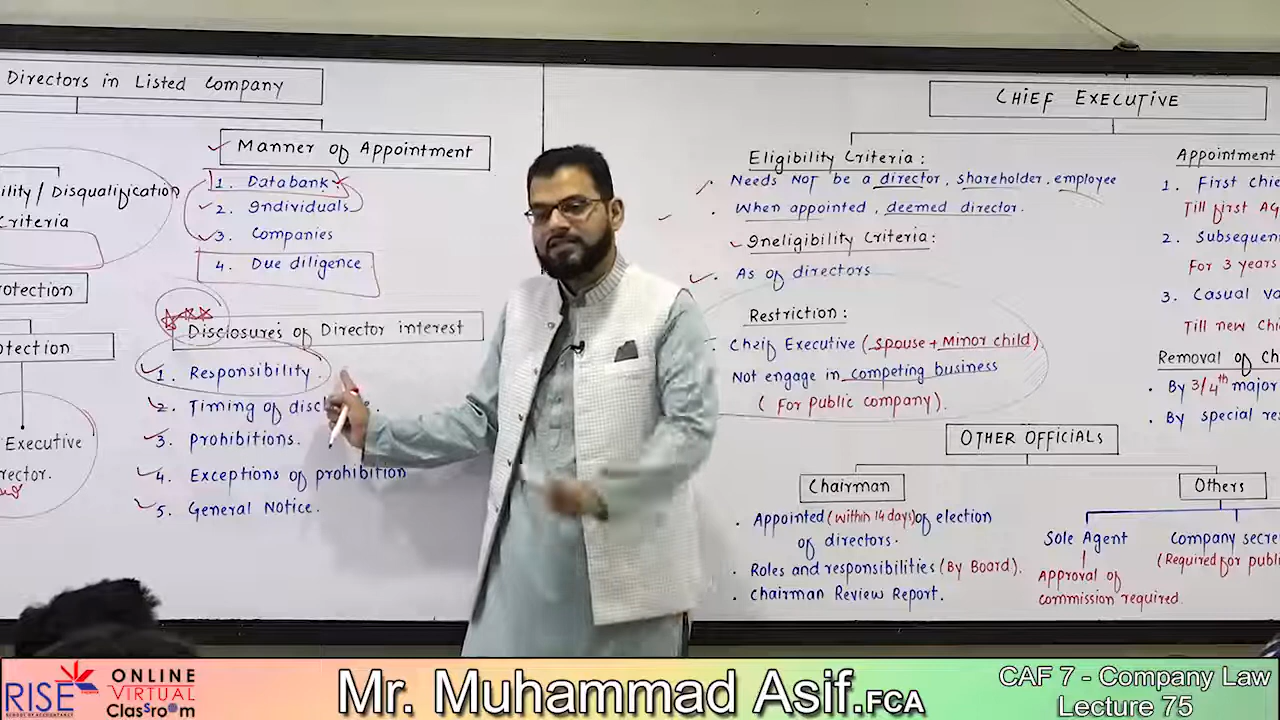 Directors in Listed Company
Manner of Appointment
1. Databank
2. Individuals
3. Companies
4. Due diligence
ility / Disqualification
Criteria
otection
otection
Executive
rector.
Disclosures of Director interest
1. Responsibility.
2. Timing of disc
3. Prohibitions.
4. Exceptions of prohibition
5. General Notice.
CHIEF EXECUTIVE
Eligibility Criteria:
. Needs NOT be a director, shareholder, employee
. When appointed, deemed director.
Ineligibility Criteria:
. As of directors
Restriction:
. Cheif Executive (spouse + Minor child)
Not engage in competing business
( For public company).
Appointment
1. First chie
Till first AG
2. Subsequen
For 3 years
3. Casual va
Till new Ch
Removal of ch
. By 3/4th major
. By special re
OTHER OFFICIALS
Chairman
. Appointed (within 14 days) of election
of directors.
. Roles and responsibilities (By Board).
. Chairman Review Report.
Others
Sole Agent
Approval of
commission required.
Company secre
(Required for publi
RISE
SCHOOL OF ACCOUNTANCY
ONLINE
VIRTUAL
Classroom
Mr. Muhammad Asif.FCA
CAF 7 - Company Law
Lecture 75